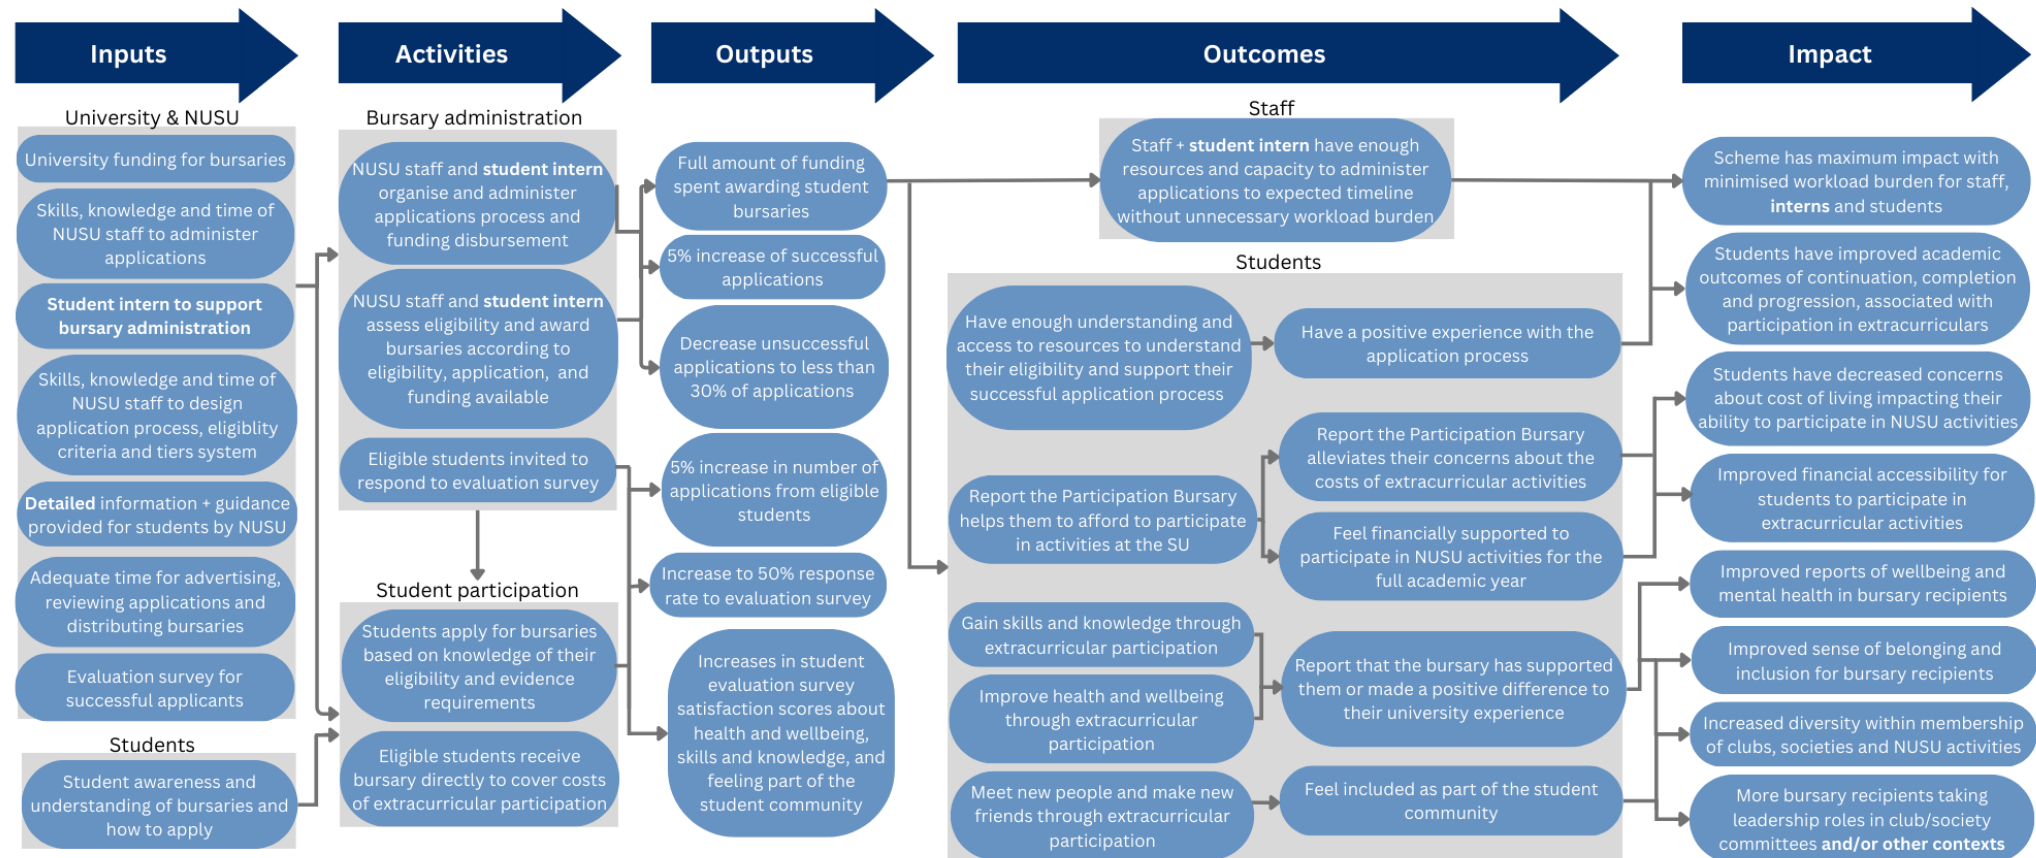 Inputs
Activities
Outputs
Outcomes
Impact
University & NUSU
University funding for bursaries
Skills, knowledge and time of
NUSU staff to administer
applications
Student intern to support
bursary administration
Skills, knowledge and time of
NUSU staff to design
application process, eligiblity
criteria and tiers system
Detailed information + guidance
provided for students by NUSU
Adequate time for advertising,
reviewing applications and
distributing bursaries
Evaluation survey for
successful applicants
Students
Student awareness and
understanding of bursaries and
how to apply
Bursary administration
NUSU staff and student intern
organise and administer
applications process and
funding disbursement
NUSU staff and student intern
assess eligibility and award
bursaries according to
eligibility, application, and
funding available
Eligible students invited to
respond to evaluation survey
Student participation
Students apply for bursaries
based on knowledge of their
eligibility and evidence
requirements
Eligible students receive
bursary directly to cover costs
of extracurricular participation
Full amount of funding
spent awarding student
bursaries
5% increase of successful
applications
Decrease unsuccessful
applications to less than
30% of applications
5% increase in number of
applications from eligible
students
Increase to 50% response
rate to evaluation survey
Increases in student
evaluation survey
satisfaction scores about
health and wellbeing,
skills and knowledge, and
feeling part of the
student community
Staff
Staff + student intern have enough
resources and capacity to administer
applications to expected timeline
without unnecessary workload burden
Students
Have enough understanding and
access to resources to understand
their eligibility and support their
successful application process
Have a positive experience with the
application process
Report the Participation Bursary
helps them to afford to participate
in activities at the SU
Report the Participation Bursary
alleviates their concerns about the
costs of extracurricular activities
Feel financially supported to
participate in NUSU activities for the
full academic year
Gain skills and knowledge through
extracurricular participation
Improve health and wellbeing
through extracurricular
participation
Report that the bursary has supported
them or made a positive difference to
their university experience
Meet new people and make new
friends through extracurricular
participation
Feel included as part of the student
community
Scheme has maximum impact with
minimised workload burden for staff,
interns and students
Students have improved academic
outcomes of continuation, completion
and progression, associated with
participation in extracurriculars
Students have decreased concerns
about cost of living impacting their
ability to participate in NUSU activities
Improved financial accessibility for
students to participate in
extracurricular activities
Improved reports of wellbeing and
mental health in bursary recipients
Improved sense of belonging and
inclusion for bursary recipients
Increased diversity within membership
of clubs, societies and NUSU activities
More bursary recipients taking
leadership roles in club/society
committees and/or other contexts